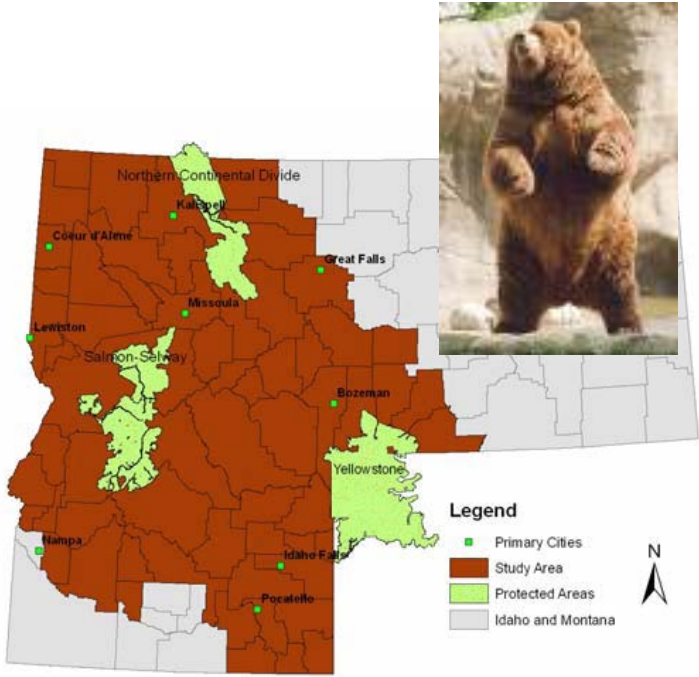 Northern Continental Divide
Kalispell
Coeur d'Alene
Great Falls
Missoula
Lewiston
Salmon-Selway
Bozeman
Yellowstone
Legend
Nampa
Primary Cities
N
Idaho Falls
Study Area
Protected Areas
Pocatello
Idaho and Montana